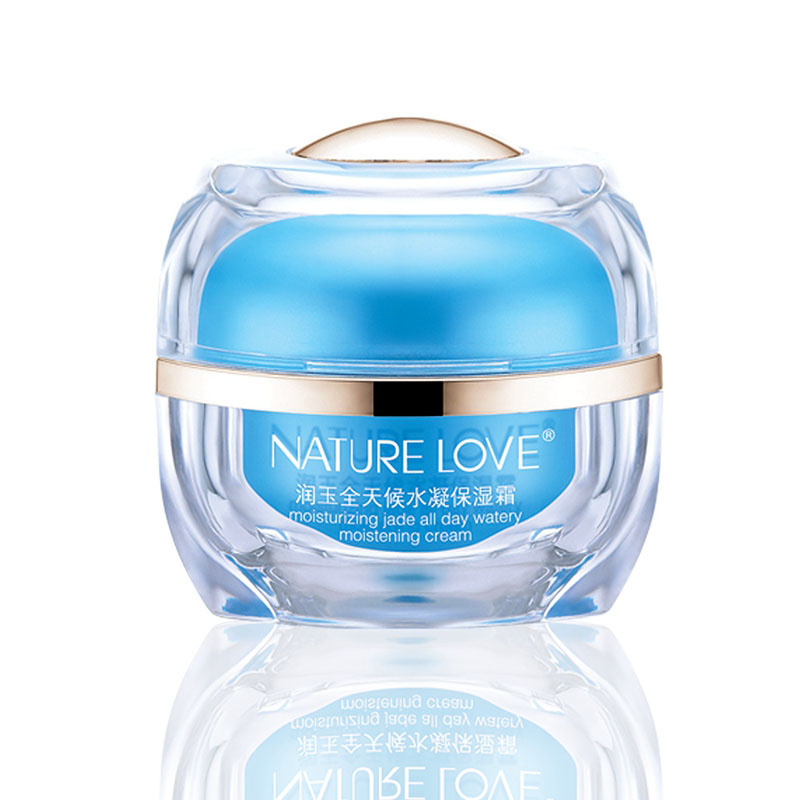 NATURE LOVE®
润玉全天候水凝保湿霜
moisturizing jade all day watery
moistening cream